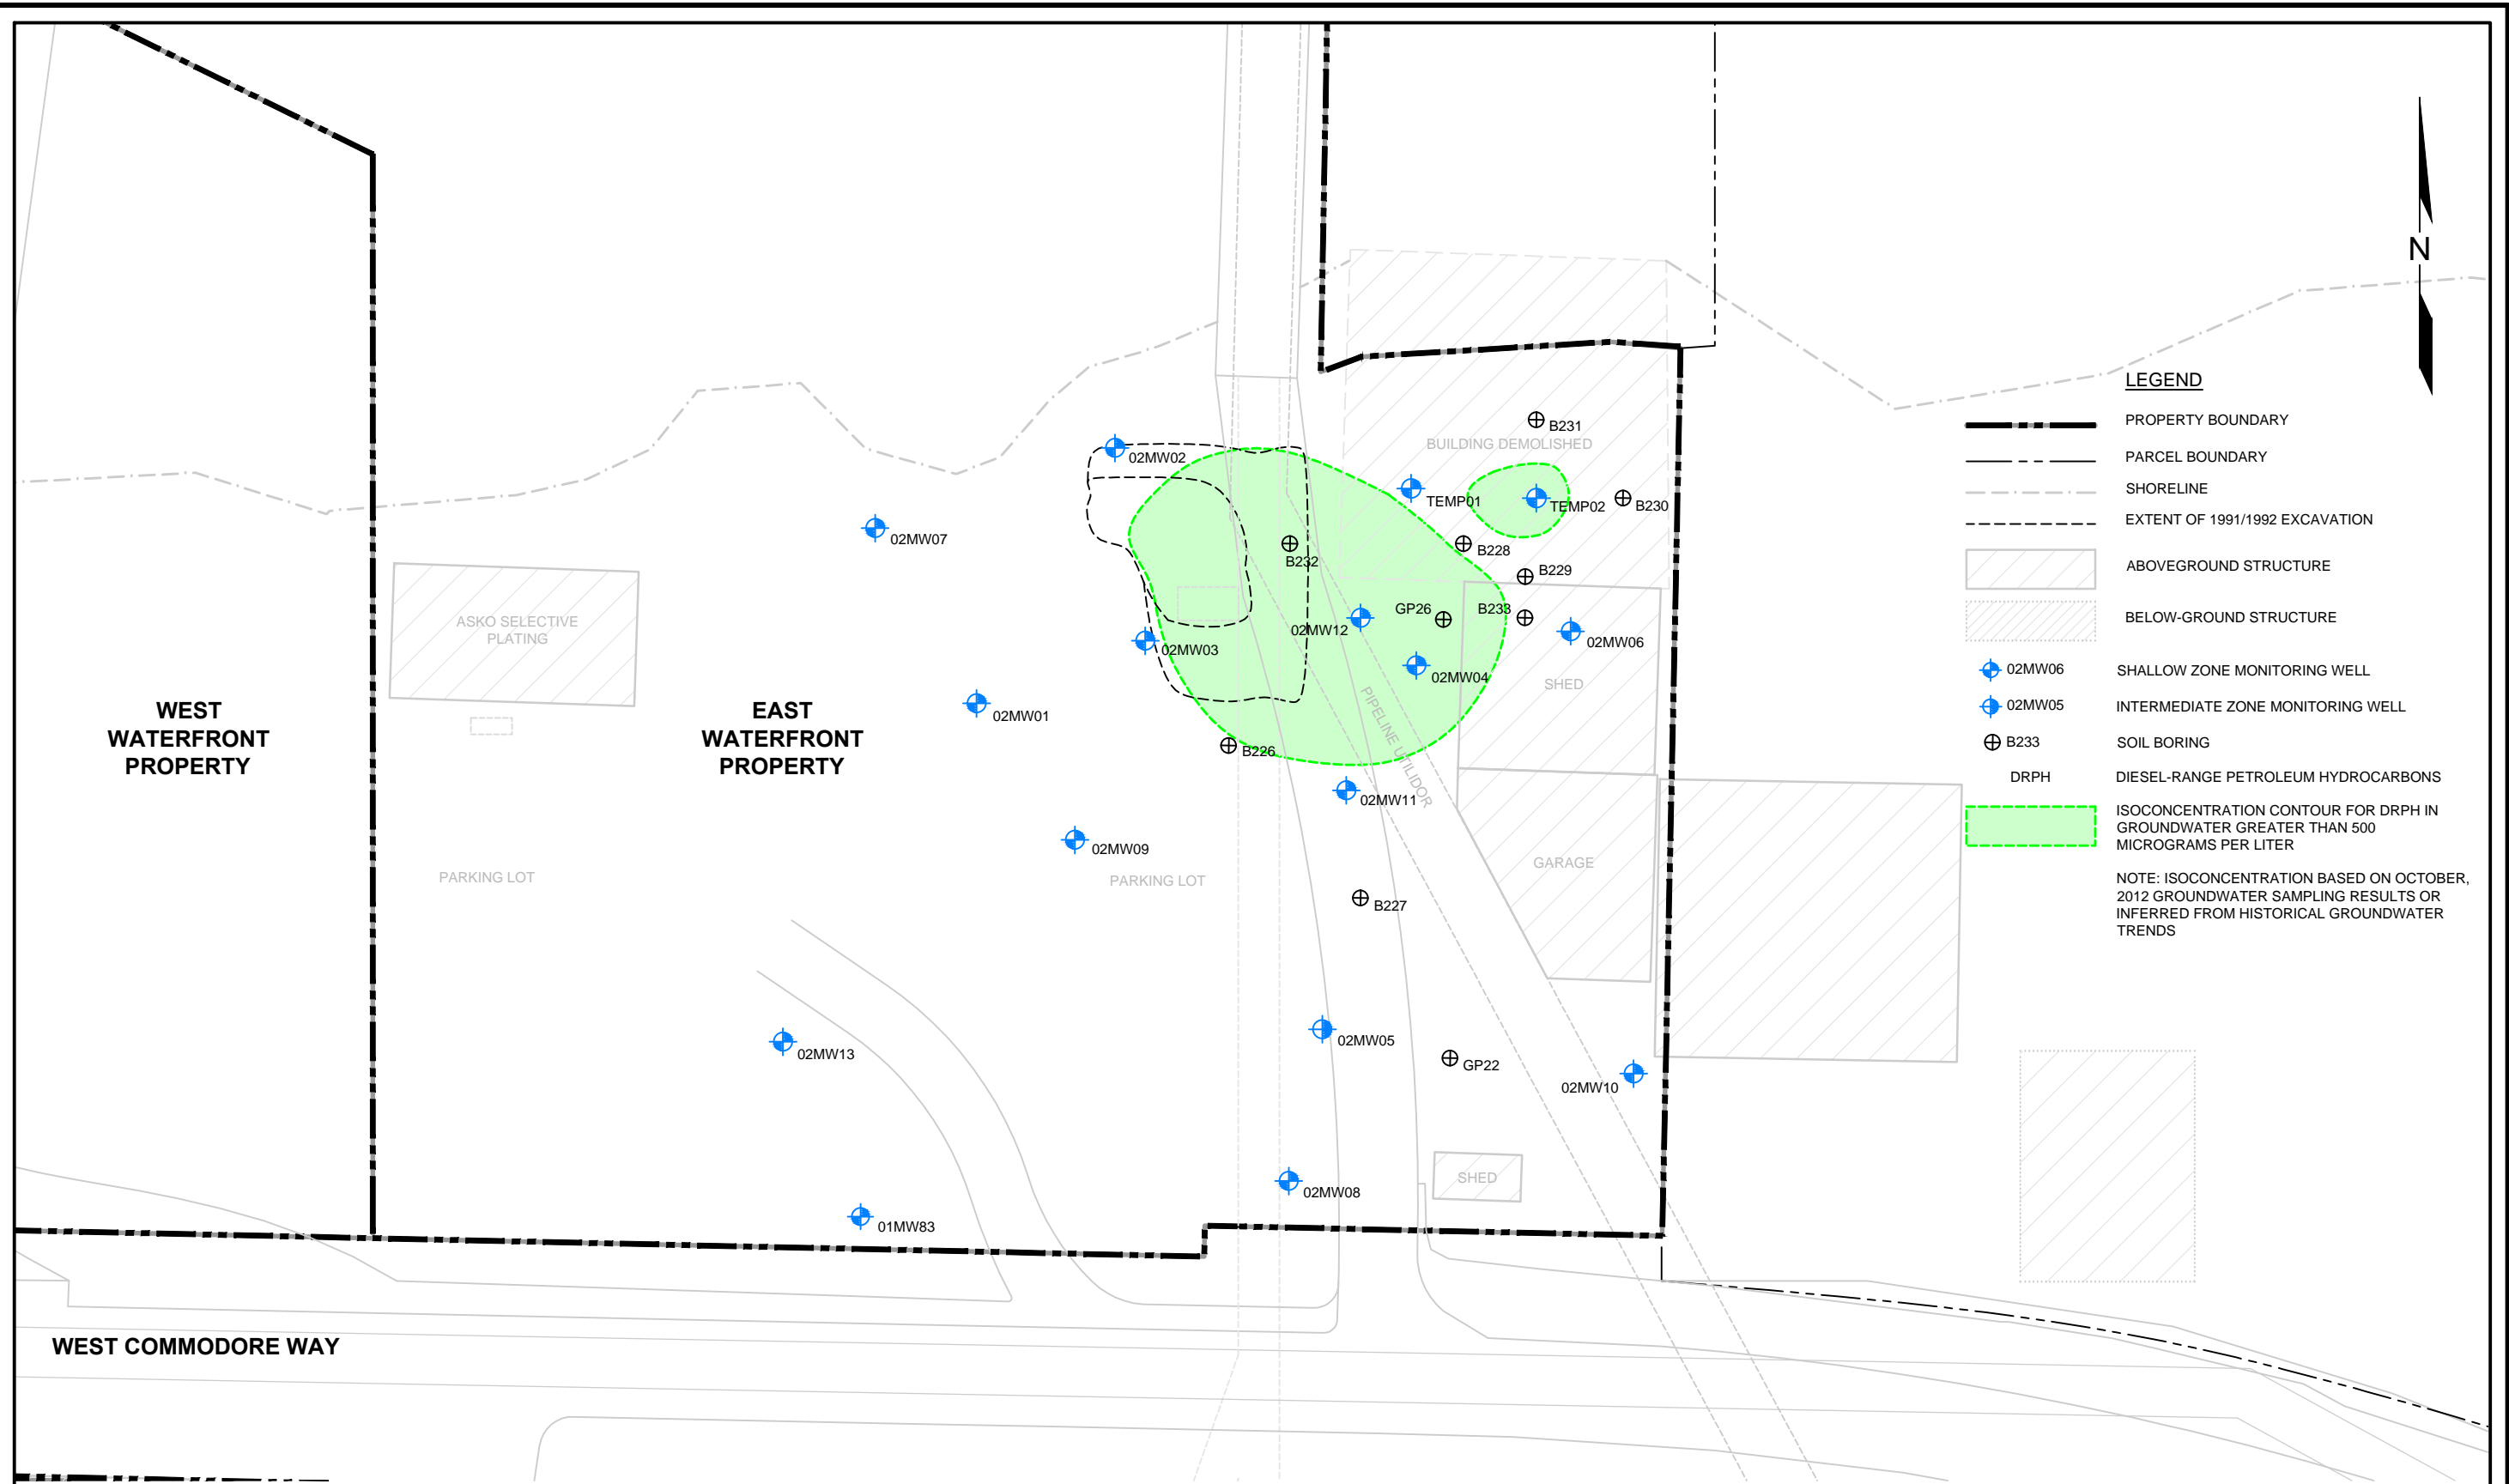 N
LEGEND
PROPERTY BOUNDARY
PARCEL BOUNDARY
SHORELINE
EXTENT OF 1991/1992 EXCAVATION
ABOVEGROUND STRUCTURE
BELOW-GROUND STRUCTURE
02MW06 SHALLOW ZONE MONITORING WELL
02MW05 INTERMEDIATE ZONE MONITORING WELL
B233 SOIL BORING
DRPH DIESEL-RANGE PETROLEUM HYDROCARBONS
ISOCONCENTRATION CONTOUR FOR DRPH IN
GROUNDWATER GREATER THAN 500
MICROGRAMS PER LITER
NOTE: ISOCONCENTRATION BASED ON OCTOBER,
2012 GROUNDWATER SAMPLING RESULTS OR
INFERRED FROM HISTORICAL GROUNDWATER
TRENDS
B231
BUILDING DEMOLISHED
02MW02
TEMP01
TEMP02
B230
02MW07
B232
B228
B229
GP26
B233
02MW12
02MW06
02MW03
02MW04
SHED
ASKO SELECTIVE
PLATING
PIPELINE UTILIDOR
WEST
WATERFRONT
PROPERTY
EAST
WATERFRONT
PROPERTY
02MW01
B226
02MW11
02MW09
GARAGE
PARKING LOT
PARKING LOT
B227
02MW05
02MW13
GP22
02MW10
SHED
02MW08
01MW83
WEST COMMODORE WAY